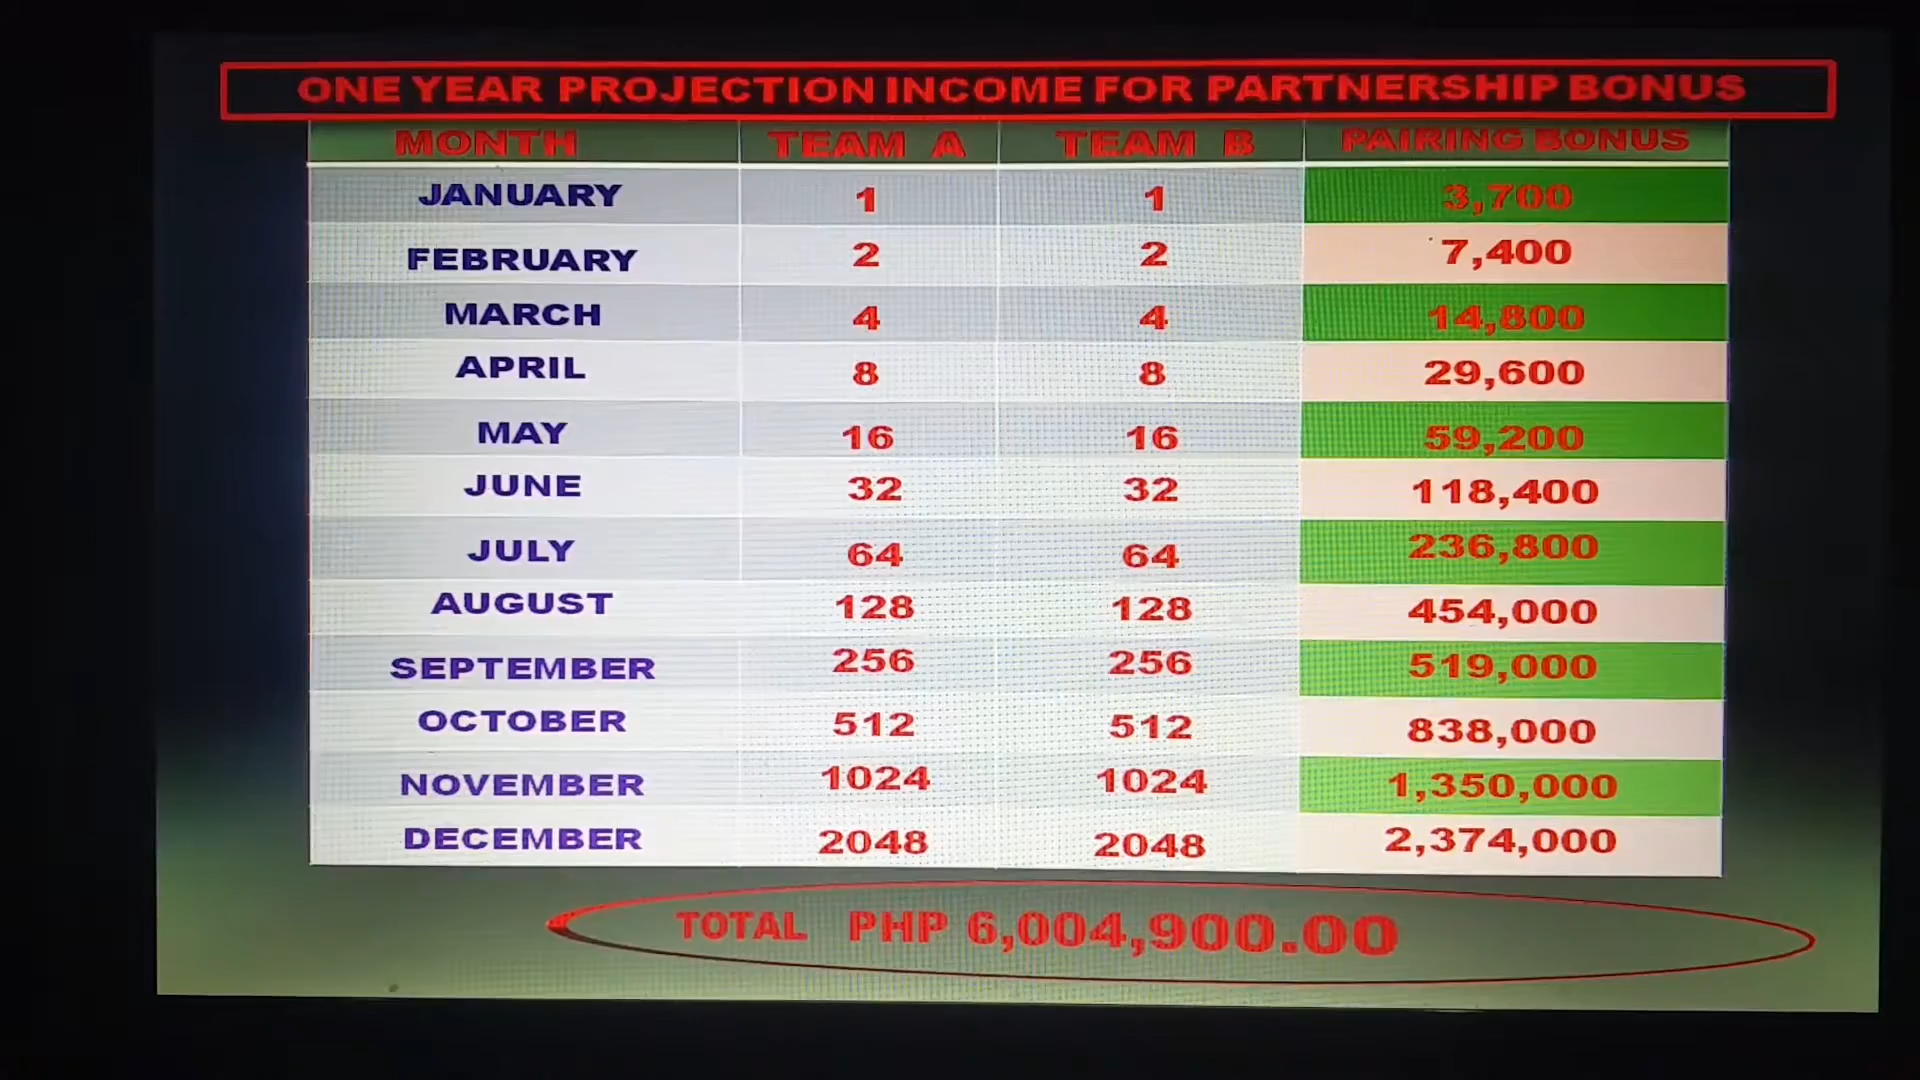 ONE YEAR PROJECTION INCOME FOR PARTNERSHIP BONUS
MONTH TEAM A TEAM B PAIRING BONUS
JANUARY 1 1 3,700
FEBRUARY 2 2 7,400
MARCH 4 4 14,800
APRIL 8 8 29,600
MAY 16 16 59,200
JUNE 32 32 118,400
JULY 64 64 236,800
AUGUST 128 128 454,000
SEPTEMBER 256 256 519,000
OCTOBER 512 512 838,000
NOVEMBER 1024 1024 1,350,000
DECEMBER 2048 2048 2,374,000
TOTAL PHP 6,004,900.00